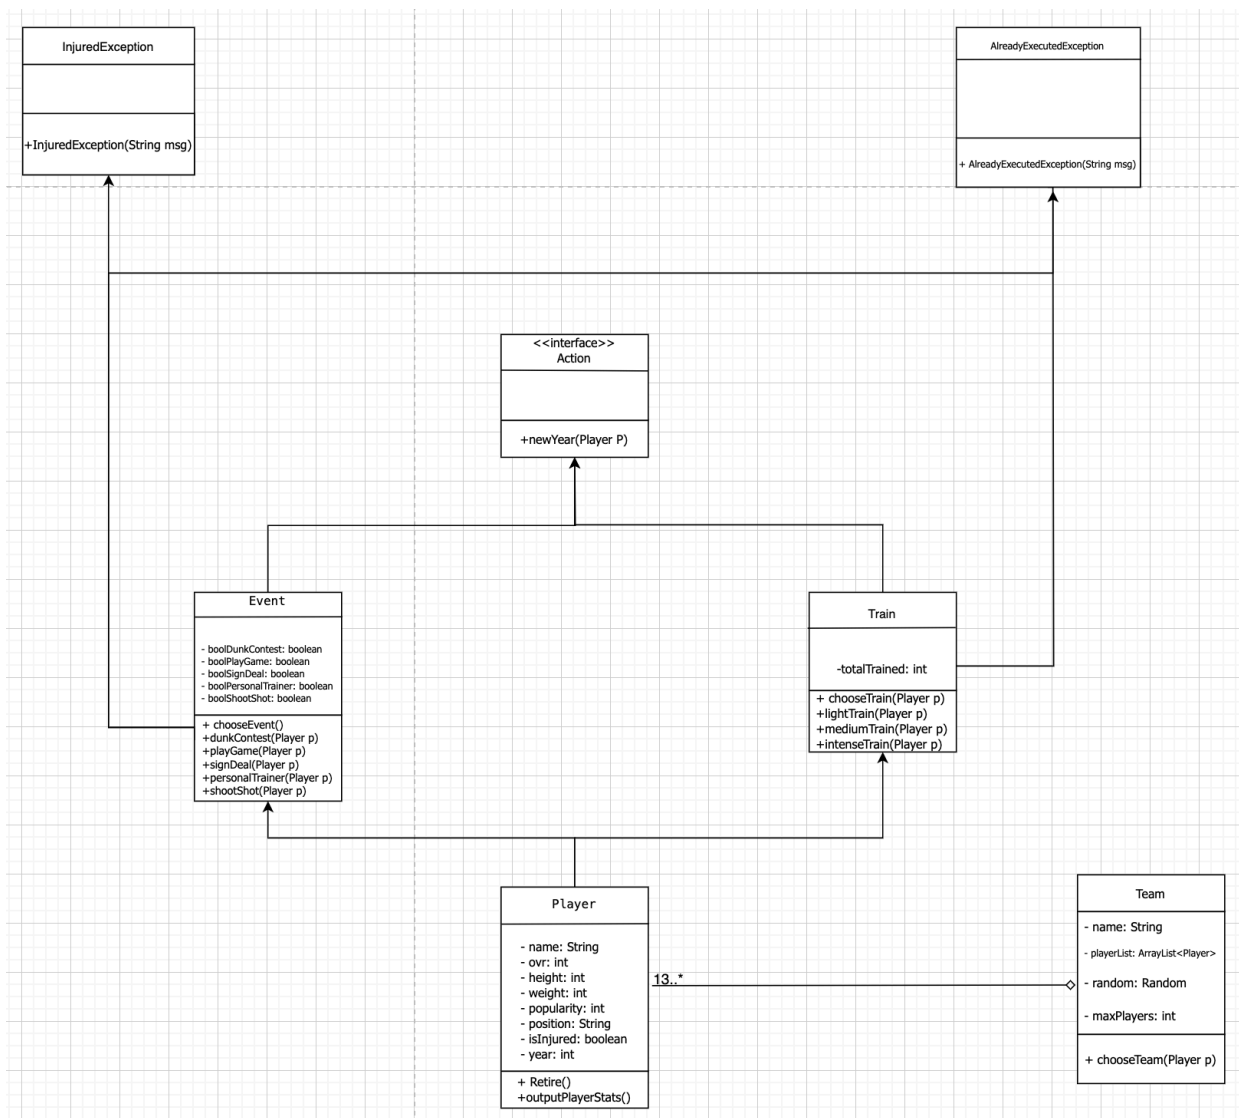 InjuredException
+InjuredException(String msg)
AlreadyExecutedException
+ AlreadyExecutedException(String msg)
<<interface>>
Action
+newYear(Player P)
Event
- boolDunkContest: boolean
- boolPlayGame: boolean
- boolSignDeal: boolean
- boolPersonalTrainer: boolean
- boolShootShot: boolean
+ chooseEvent()
+dunkContest(Player p)
+playGame(Player p)
+signDeal(Player p)
+personalTrainer(Player p)
+shootShot(Player p)
Train
-totalTrained: int
+ chooseTrain(Player p)
+lightTrain(Player p)
+mediumTrain(Player p)
+intenseTrain(Player p)
Player
- name: String
- ovr: int
- height: int
- weight: int
- popularity: int
- position: String
- isInjured: boolean
- year: int
+ Retire()
+outputPlayerStats()
13..*
Team
- name: String
- playerList: ArrayList<Player>
- random: Random
- maxPlayers: int
+ chooseTeam(Player p)